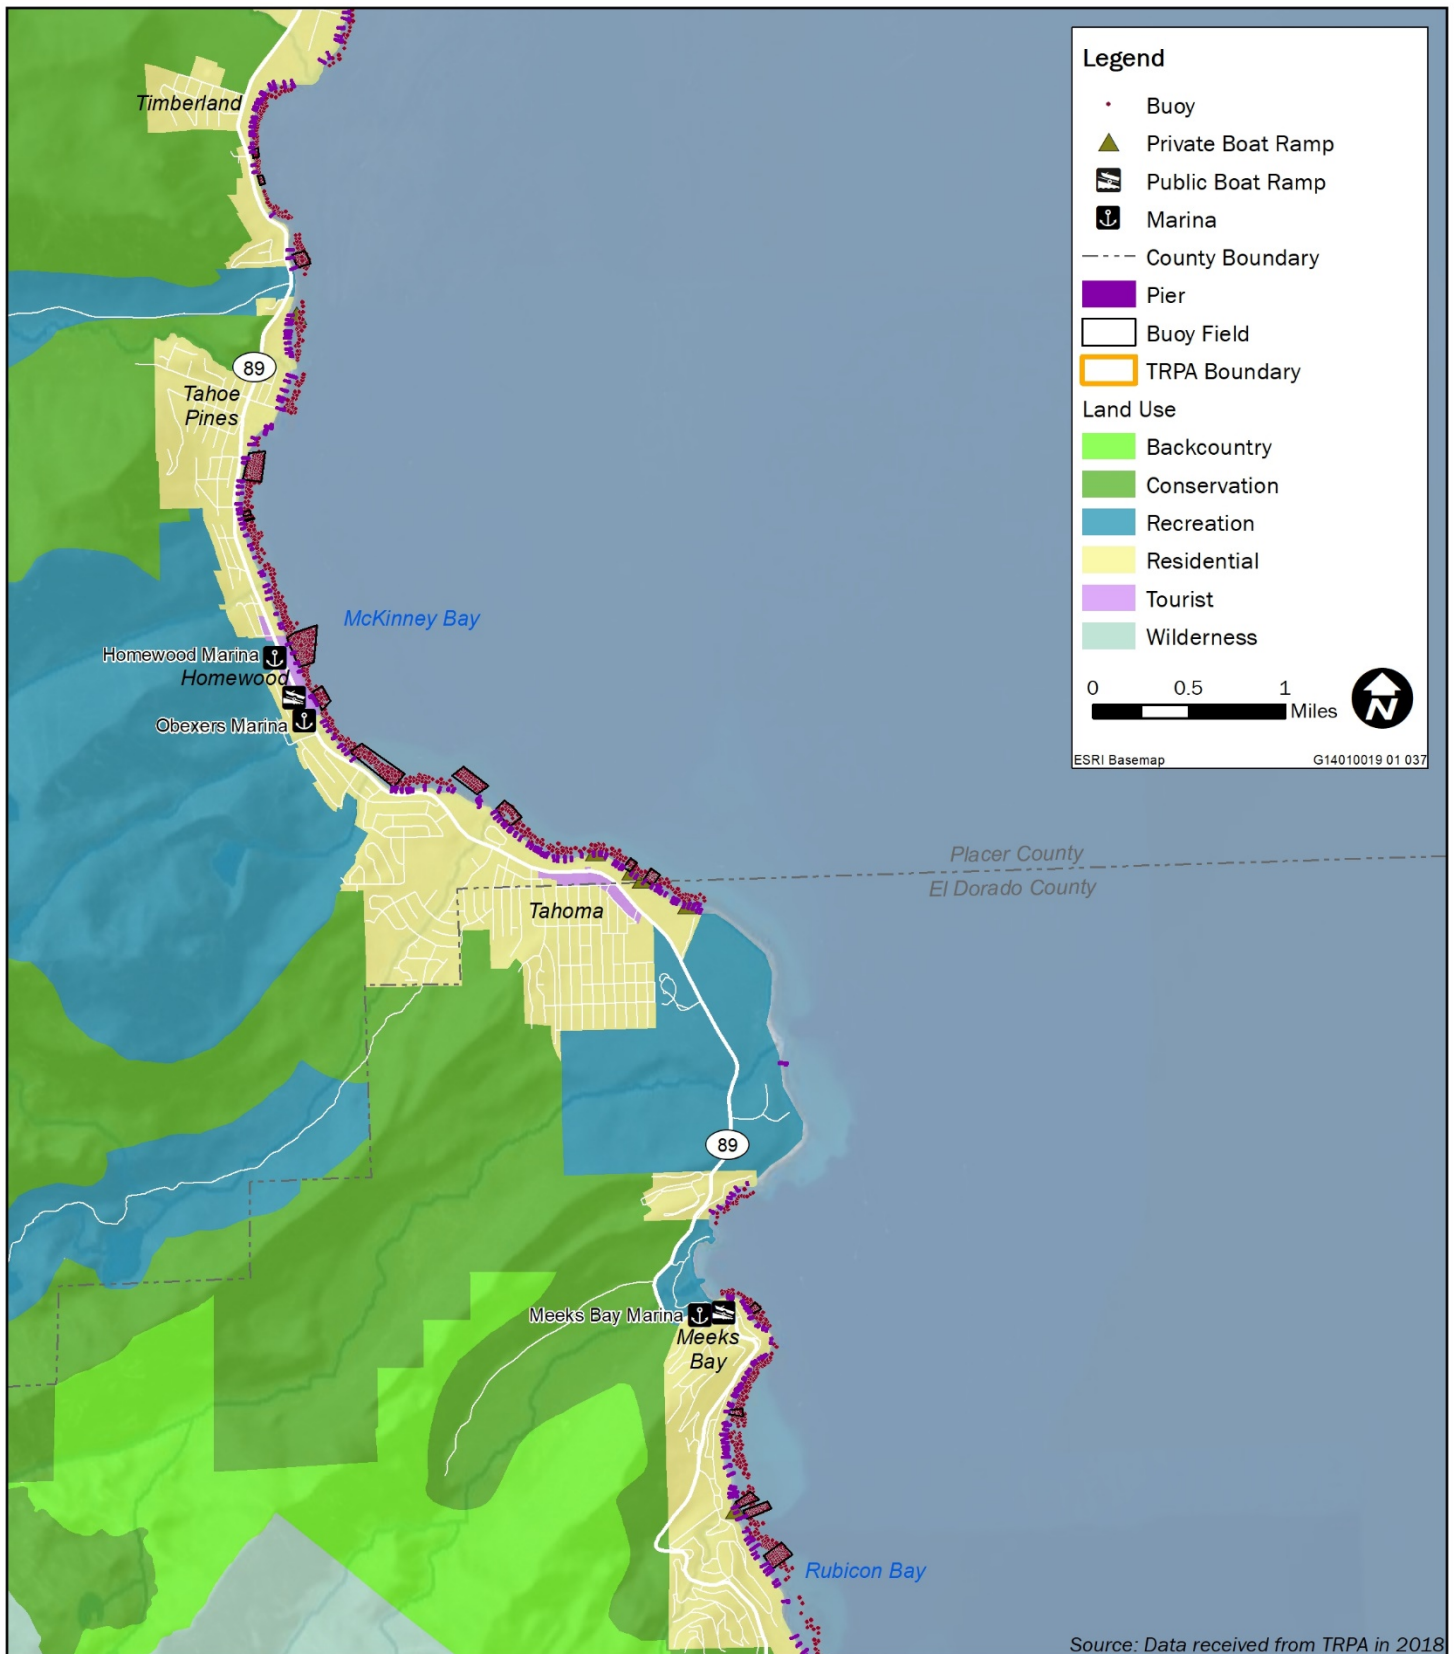 Legend
Buoy
Private Boat Ramp
Public Boat Ramp
Marina
County Boundary
Pier
Buoy Field
TRPA Boundary
Land Use
Backcountry
Conservation
Recreation
Residential
Tourist
Wilderness
0 0.5 1
Miles
N
ESRI Basemap G14010019 01 037
Timberland
89
Tahoe
Pines
McKinney Bay
Homewood Marina
Homewood
Obexers Marina
Placer County
El Dorado County
Tahoma
89
Meeks Bay Marina
Meeks
Bay
Rubicon Bay
Source: Data received from TRPA in 2018